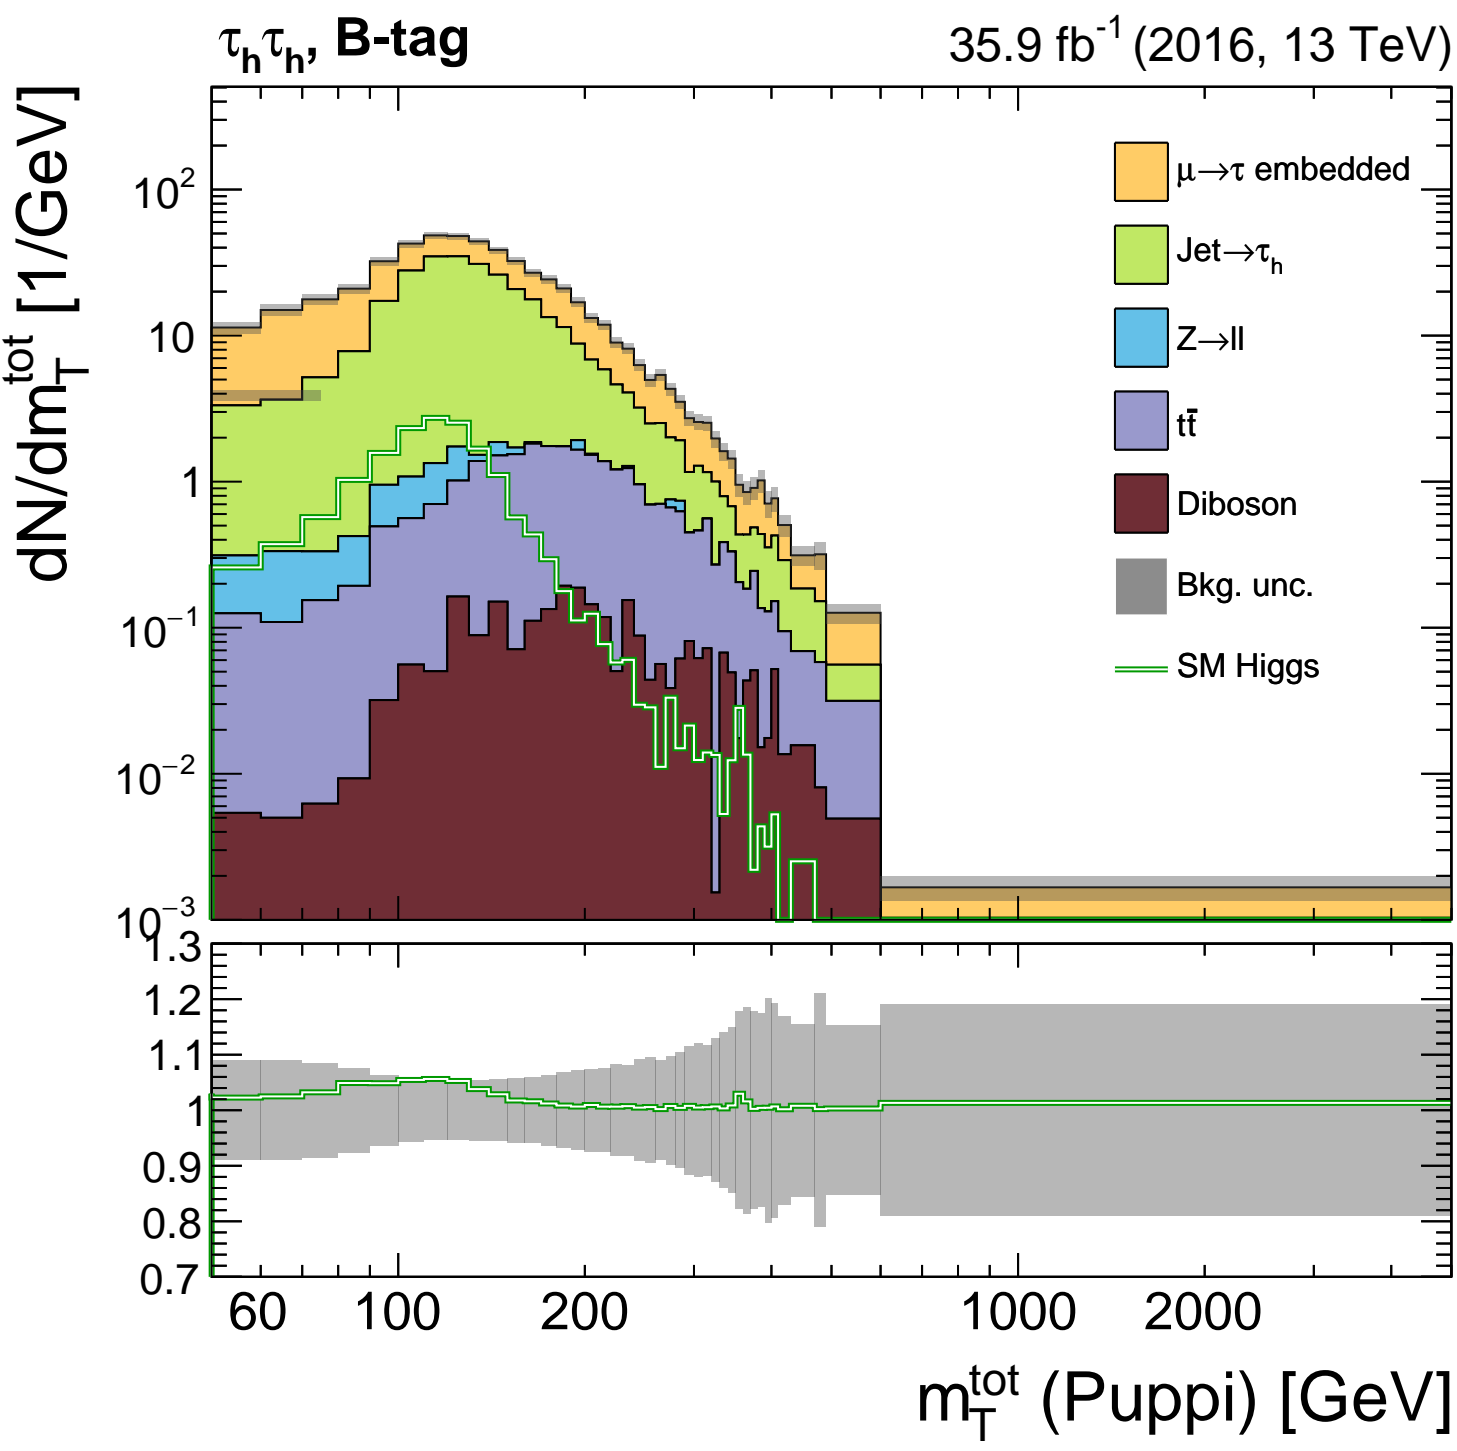 τhτh, B-tag
35.9 fb-1 (2016, 13 TeV)
dN/dmTtot [1/GeV]
10²
10
1
10−1
10−2
10−3
μ→τ embedded
Jet→τh
Z→ll
tt̄
Diboson
Bkg. unc.
SM Higgs
1.3
1.2
1.1
1
0.9
0.8
0.7
60 100 200 1000 2000
mTtot (Puppi) [GeV]